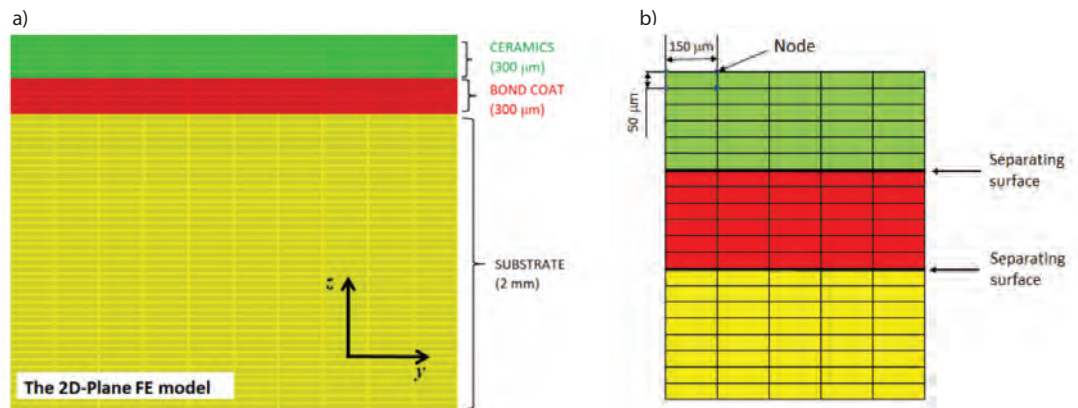 a)
CERAMICS
(300 µm)
BOND COAT
(300 µm)
SUBSTRATE
(2 mm)
z
y
The 2D-Plane FE model
b)
150 µm
Node
50 µm
Separating
surface
Separating
surface